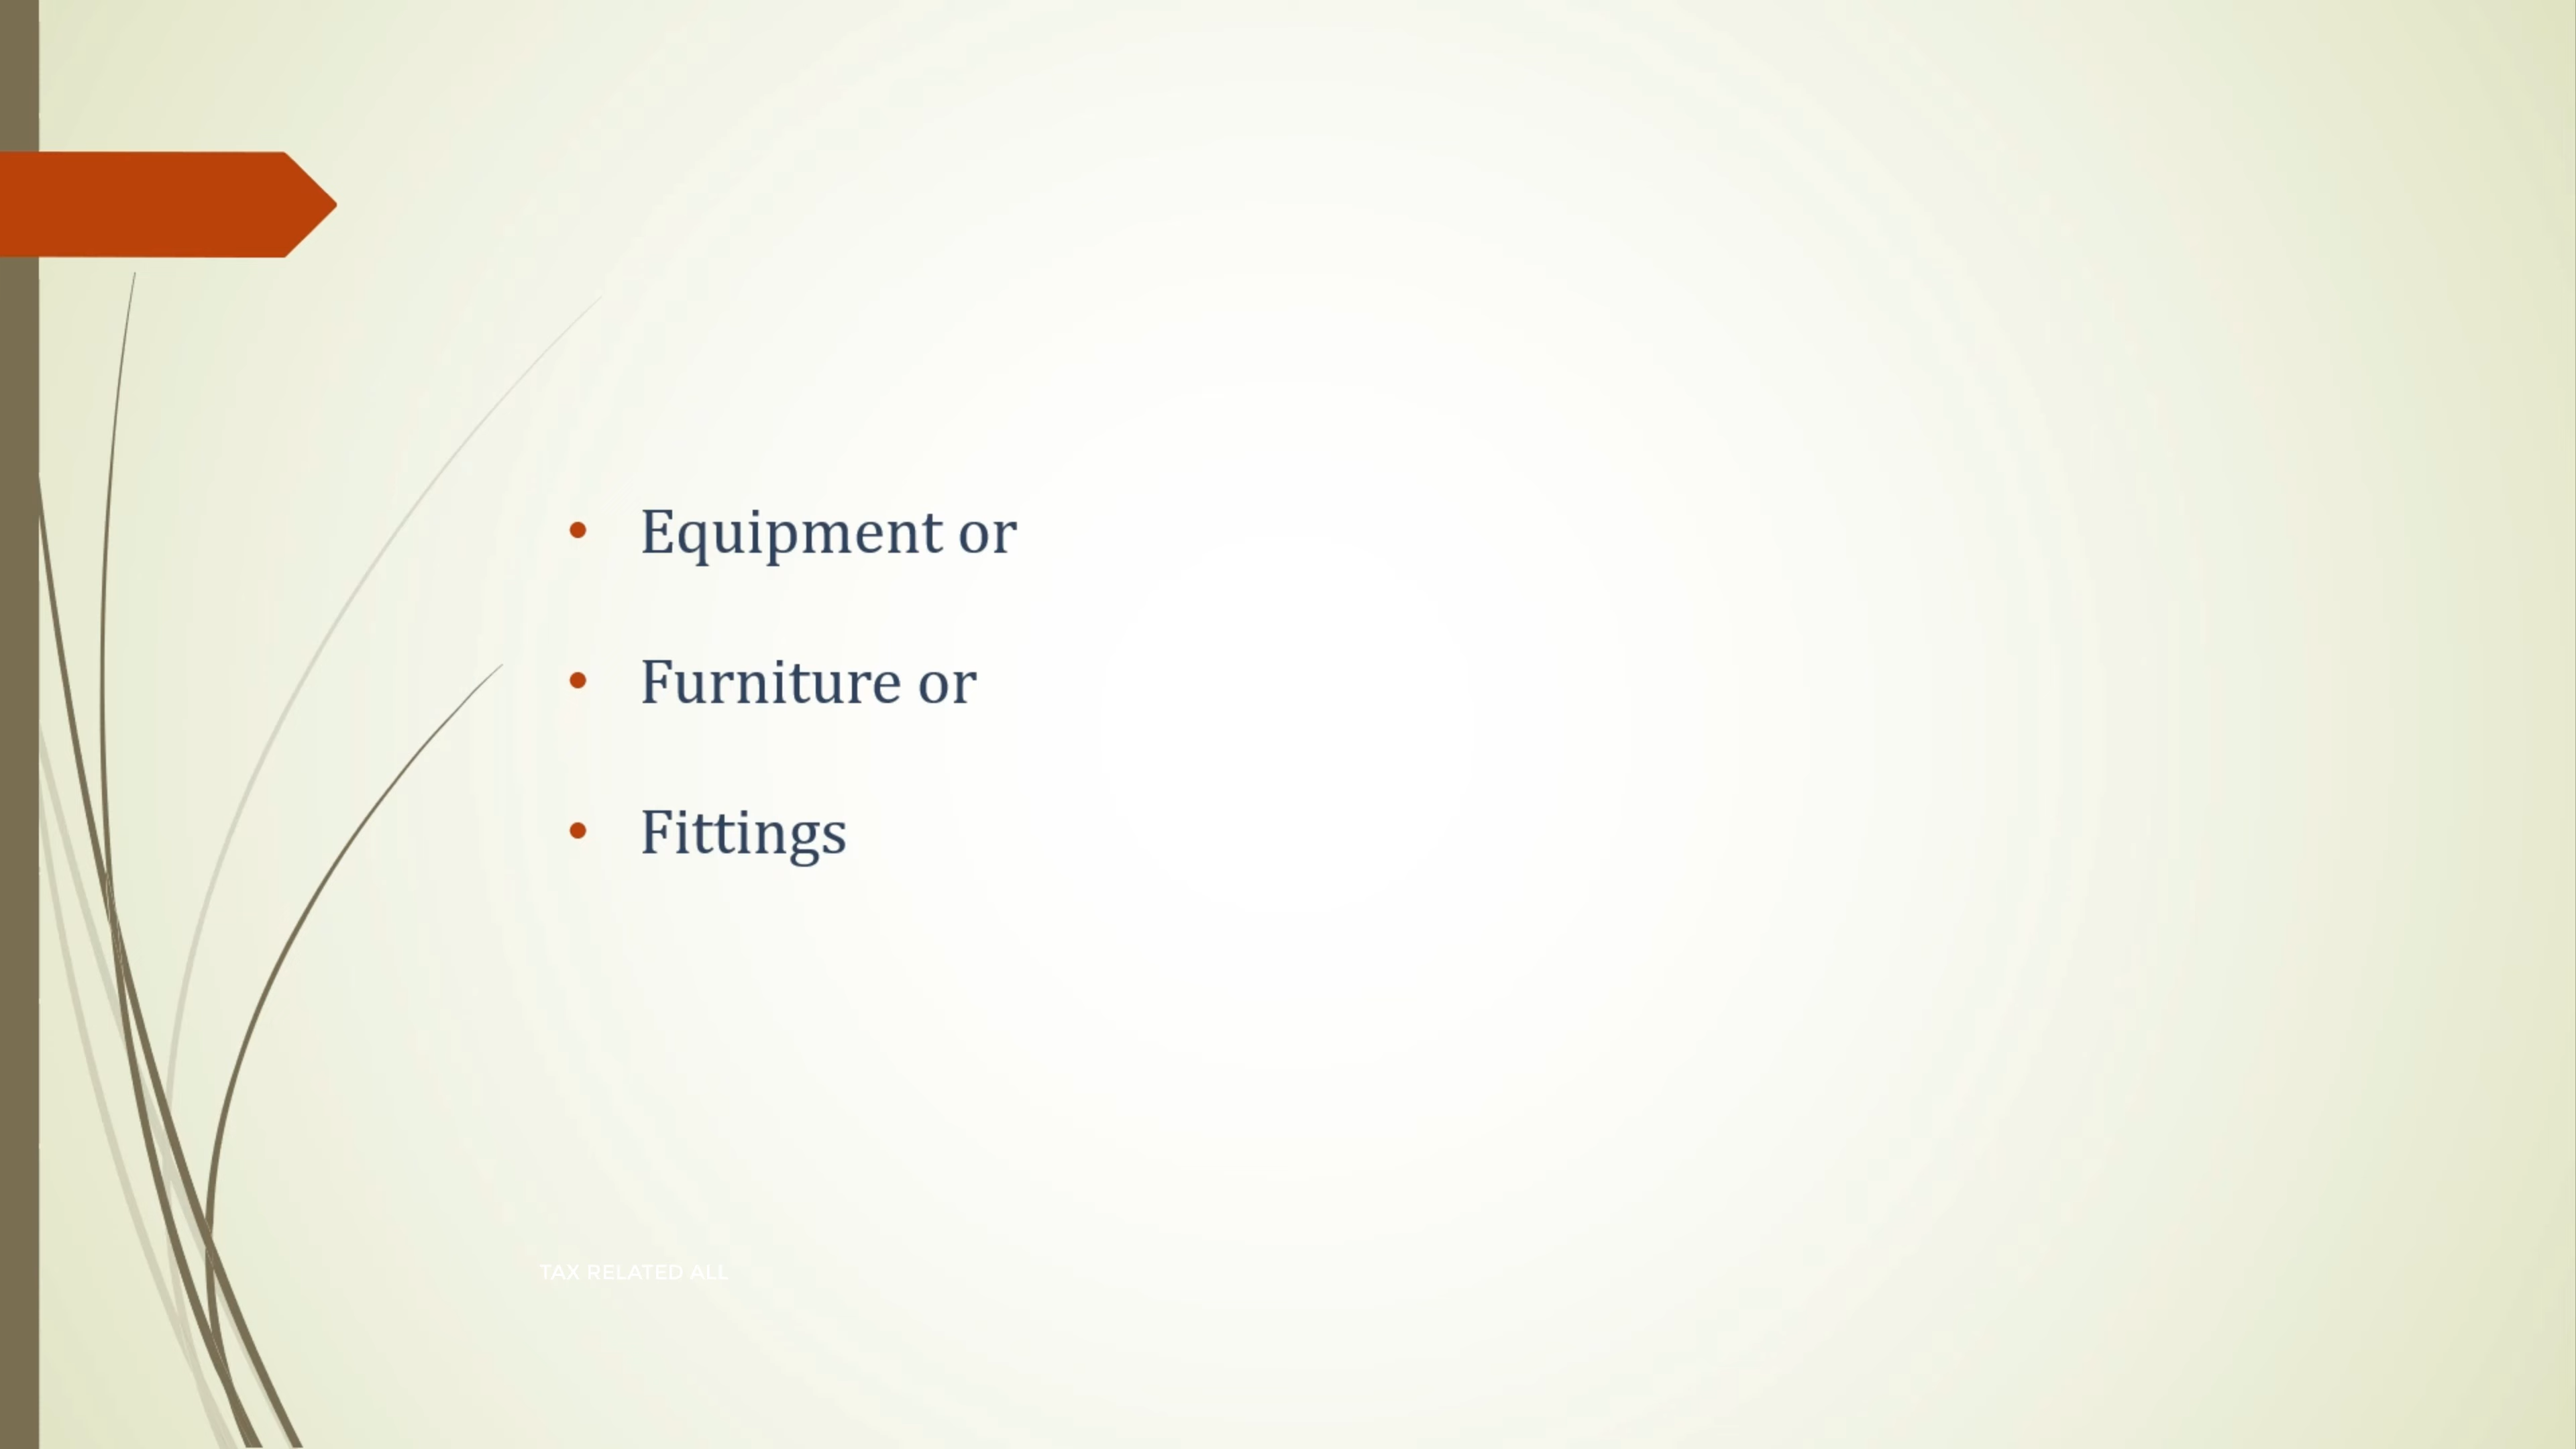 • Equipment or
• Furniture or
• Fittings
TAX RELATED ALL